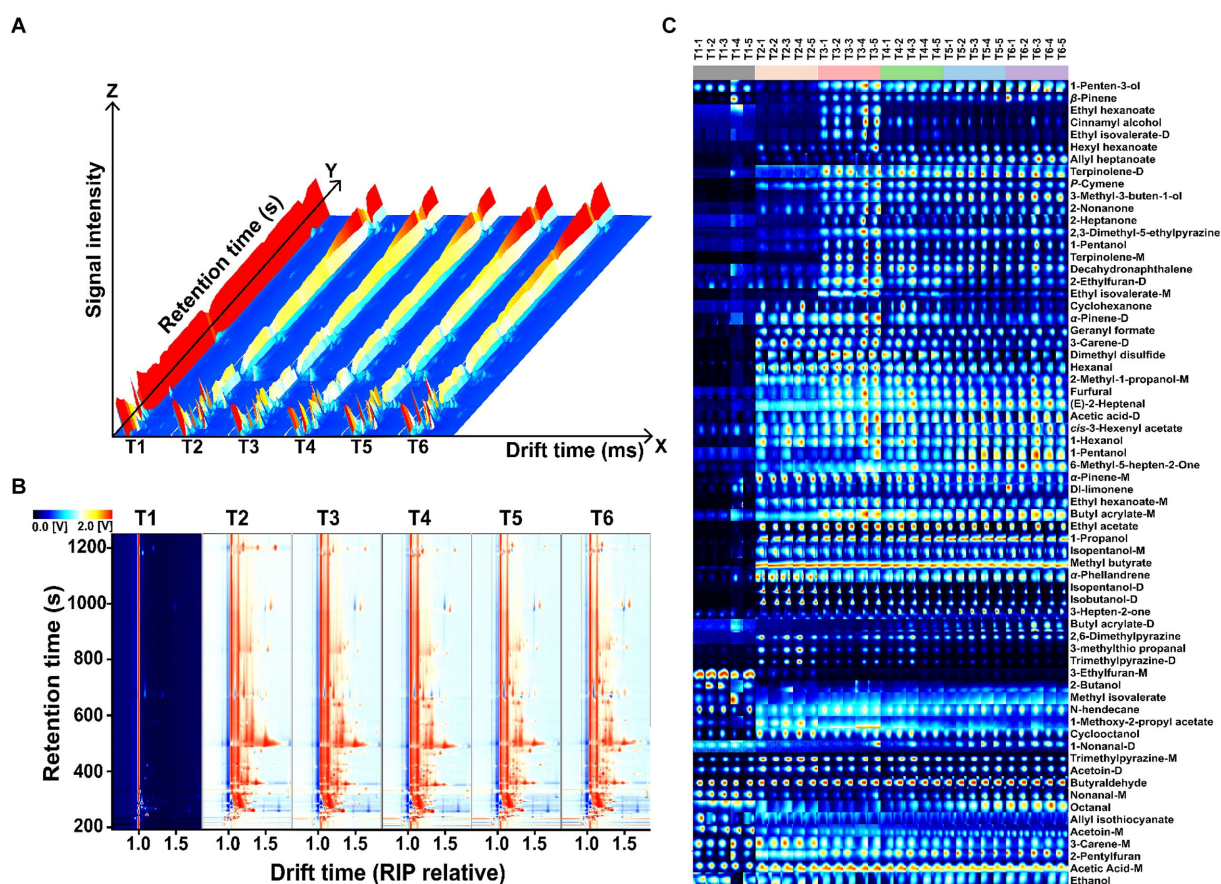 A
Z
Signal intensity
Retention time (s)
Y
T1
T2
T3
T4
T5
T6
Drift time (ms)
X
B
0.0 [V]
2.0 [V]
T1
T2
T3
T4
T5
T6
Retention time (s)
1200
1000
800
600
400
200
1.0 1.5
1.0 1.5
1.0 1.5
1.0 1.5
1.0 1.5
1.0 1.5
Drift time (RIP relative)
C
T1-1
T1-2
T1-3
T1-4
T1-5
T2-1
T2-2
T2-3
T2-4
T2-5
T3-1
T3-2
T3-3
T3-4
T3-5
T4-1
T4-2
T4-3
T4-4
T4-5
T5-1
T5-2
T5-3
T5-4
T5-5
T6-1
T6-2
T6-3
T6-4
T6-5
1-Penten-3-ol
β-Pinene
Ethyl hexanoate
Cinnamyl alcohol
Ethyl isovalerate-D
Hexyl hexanoate
Allyl heptanoate
Terpinolene-D
P-Cymene
3-Methyl-3-buten-1-ol
2-Nonanone
2-Heptanone
2,3-Dimethyl-5-ethylpyrazine
1-Pentanol
Terpinolene-M
Decahydronaphthalene
2-Ethylfuran-D
Ethyl isovalerate-M
Cyclohexanone
α-Pinene-D
Geranyl formate
3-Carene-D
Dimethyl disulfide
Hexanal
2-Methyl-1-propanol-M
Furfural
(E)-2-Heptenal
Acetic acid-D
cis-3-Hexenyl acetate
1-Hexanol
1-Pentanol
6-Methyl-5-hepten-2-One
α-Pinene-M
Dl-limonene
Ethyl hexanoate-M
Butyl acrylate-M
Ethyl acetate
1-Propanol
Isopentanol-M
Methyl butyrate
α-Phellandrene
Isopentanol-D
Isobutanol-D
3-Hepten-2-one
Butyl acrylate-D
2,6-Dimethylpyrazine
3-methylthio propanal
Trimethylpyrazine-D
3-Ethylfuran-M
2-Butanol
Methyl isovalerate
N-hendecane
1-Methoxy-2-propyl acetate
Cyclooctanol
1-Nonanal-D
Trimethylpyrazine-M
Acetoin-D
Butyraldehyde
Nonanal-M
Octanal
Allyl isothiocyanate
Acetoin-M
3-Carene-M
2-Pentylfuran
Acetic Acid-M
Ethanol